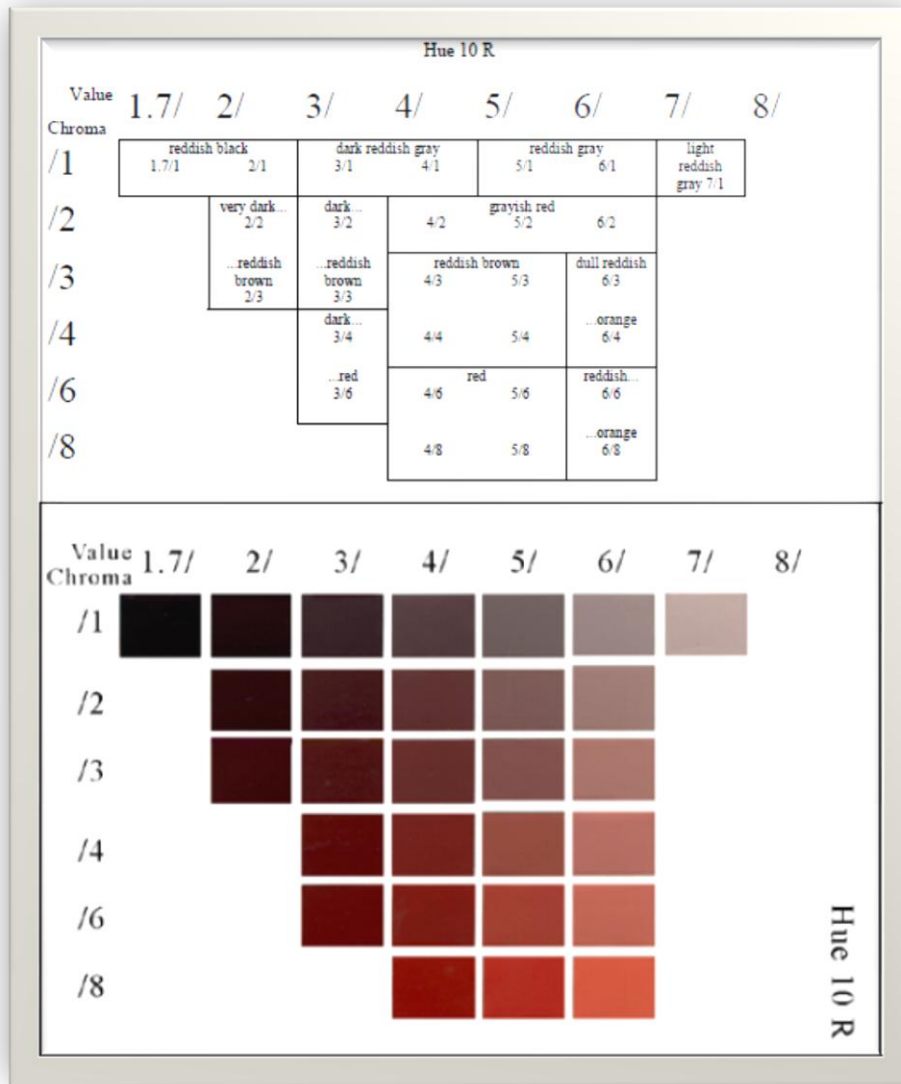 Hue 10 R
Value 1.7/ 2/ 3/ 4/ 5/ 6/ 7/ 8/
Chroma
/1
reddish black
1.7/1 2/1
dark reddish gray
3/1 4/1
reddish gray
5/1 6/1
light
reddish
gray 7/1
/2
very dark...
2/2
dark...
3/2
grayish red
4/2 5/2 6/2
/3
...reddish
brown
2/3
...reddish
brown
3/3
reddish brown
4/3 5/3
dull reddish
6/3
/4
dark...
3/4
4/4 5/4
...orange
6/4
/6
...red
3/6
red
4/6 5/6
reddish...
6/6
/8
4/8 5/8
...orange
6/8
Value 1.7/ 2/ 3/ 4/ 5/ 6/ 7/ 8/
Chroma
/1
/2
/3
/4
/6
/8
Hue 10 R